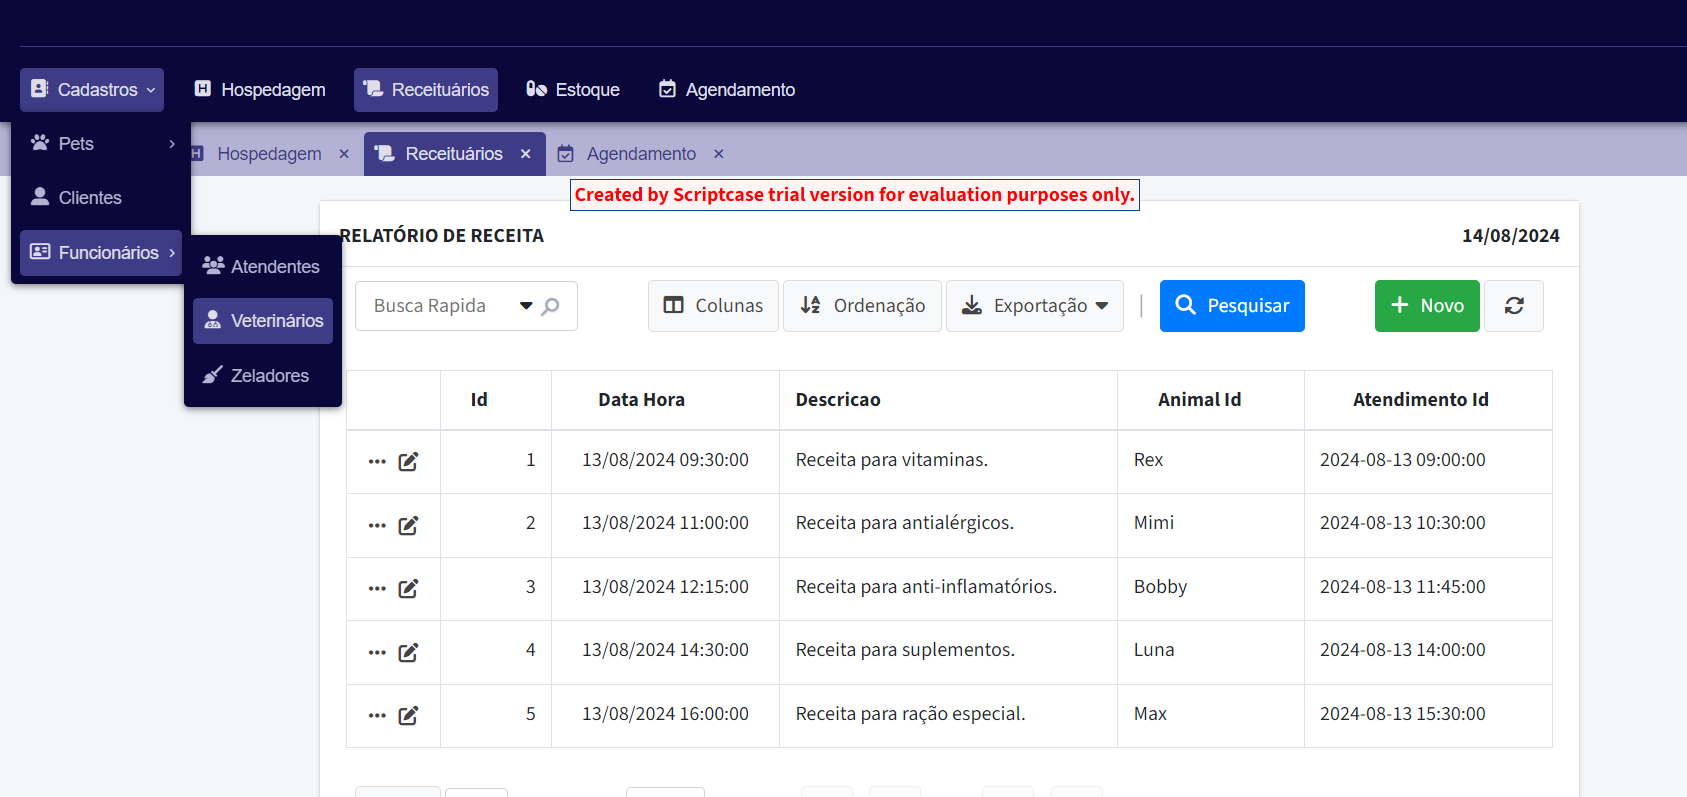 Cadastros Hospedagem Receituários Estoque Agendamento
Pets
Clientes
Funcionários
Atendentes
Veterinários
Zeladores
Hospedagem × Receituários × Agendamento ×
Created by Scriptcase trial version for evaluation purposes only.
RELATÓRIO DE RECEITA 14/08/2024
Busca Rapida Colunas Ordenação Exportação | Pesquisar + Novo
Id Data Hora Descricao Animal Id Atendimento Id
1 13/08/2024 09:30:00 Receita para vitaminas. Rex 2024-08-13 09:00:00
2 13/08/2024 11:00:00 Receita para antialérgicos. Mimi 2024-08-13 10:30:00
3 13/08/2024 12:15:00 Receita para anti-inflamatórios. Bobby 2024-08-13 11:45:00
4 13/08/2024 14:30:00 Receita para suplementos. Luna 2024-08-13 14:00:00
5 13/08/2024 16:00:00 Receita para ração especial. Max 2024-08-13 15:30:00